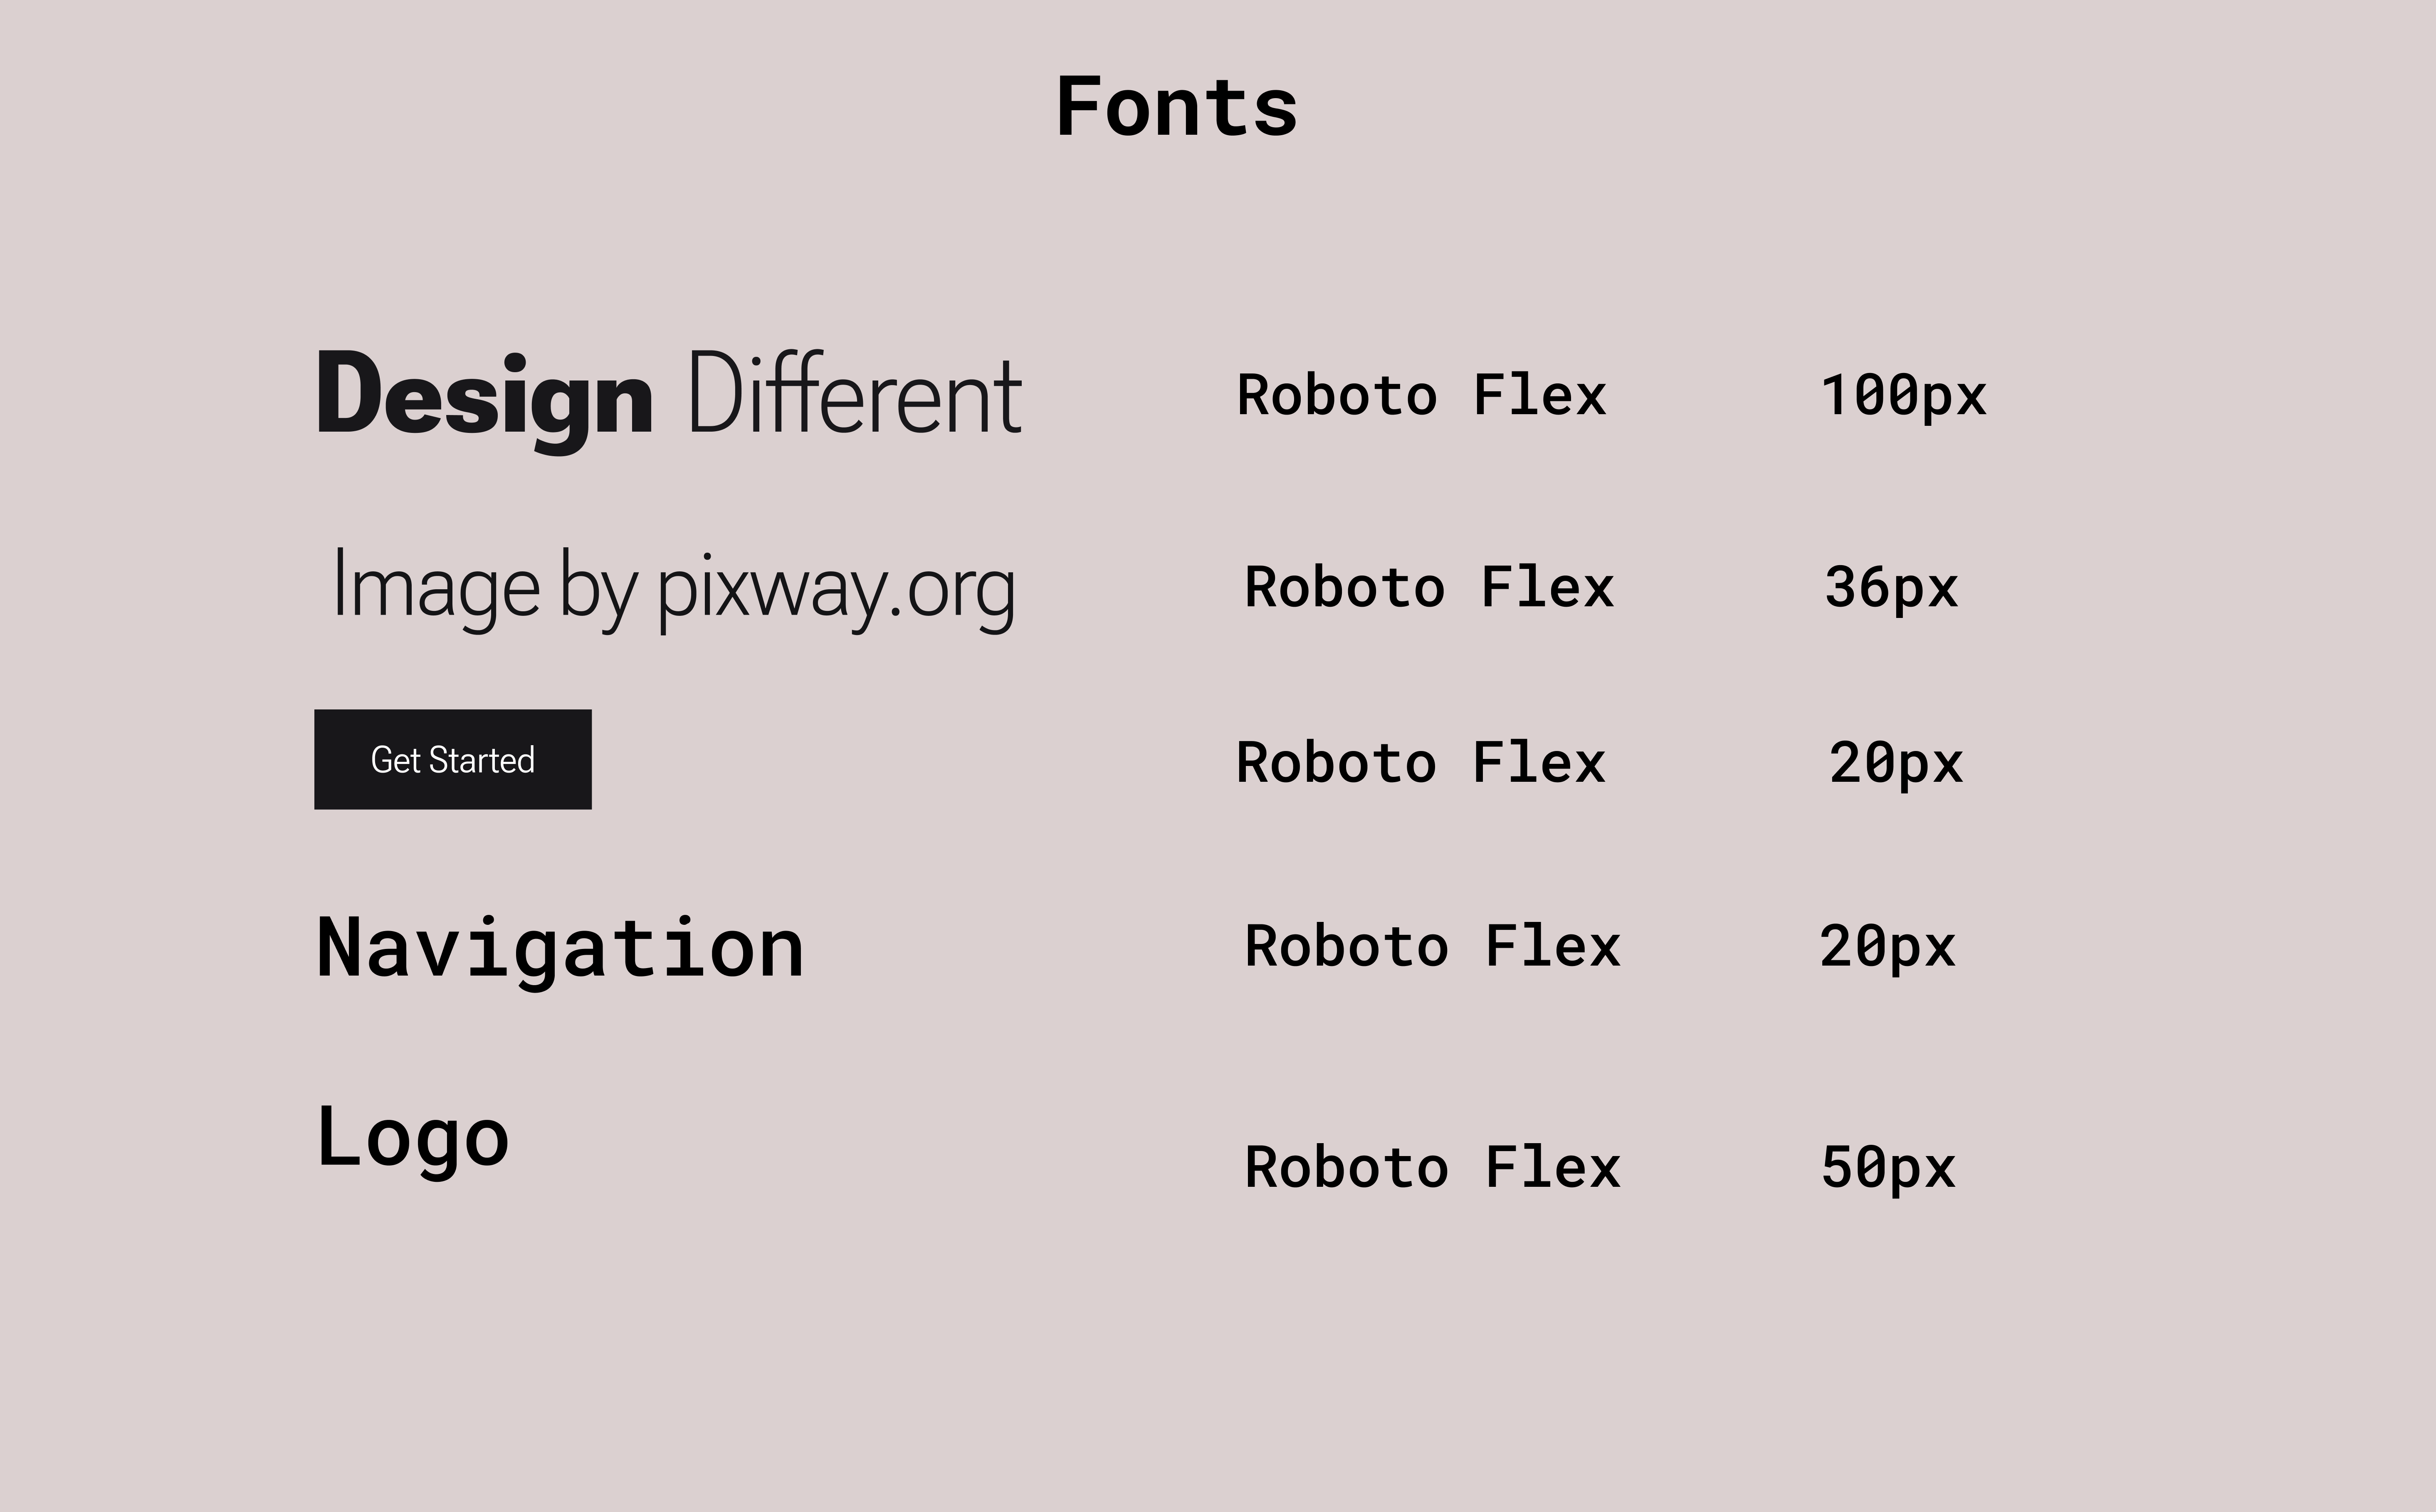 Fonts
Design Different Roboto Flex 100px
Image by pixway.org Roboto Flex 36px
Get Started Roboto Flex 20px
Navigation Roboto Flex 20px
Logo Roboto Flex 50px